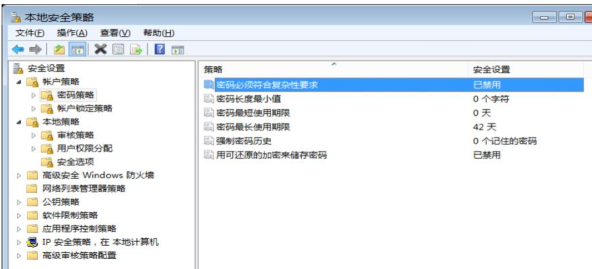 本地安全策略
文件(F) 操作(A) 查看(V) 帮助(H)
安全设置
帐户策略
密码策略
帐户锁定策略
本地策略
审核策略
用户权限分配
安全选项
高级安全 Windows 防火墙
网络列表管理器策略
公钥策略
软件限制策略
应用程序控制策略
IP 安全策略，在 本地计算机
高级审核策略配置
策略 安全设置
密码必须符合复杂性要求 已禁用
密码长度最小值 0 个字符
密码最短使用期限 0 天
密码最长使用期限 42 天
强制密码历史 0 个记住的密码
用可还原的加密来储存密码 已禁用